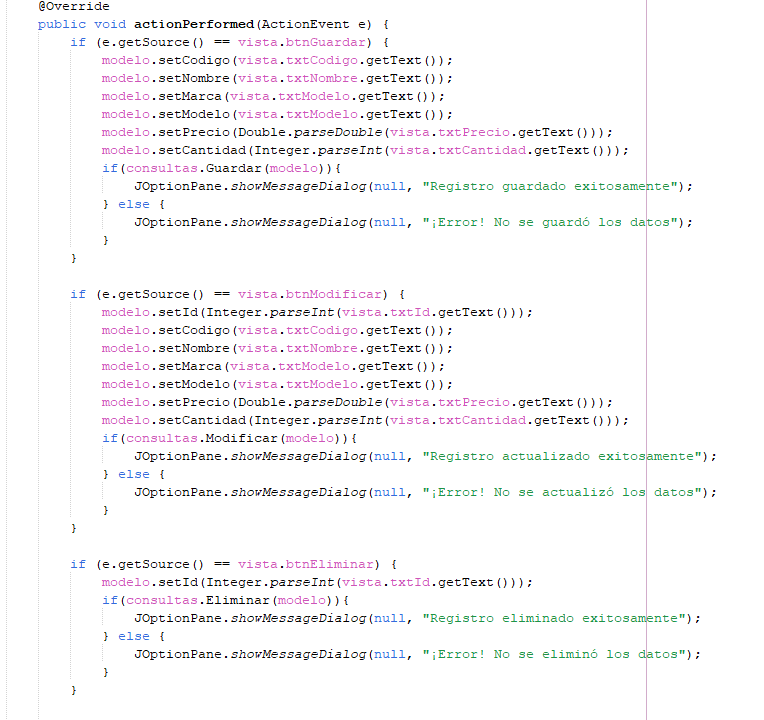 @Override
public void actionPerformed(ActionEvent e) {
if (e.getSource() == vista.btnGuardar) {
modelo.setCodigo(vista.txtCodigo.getText());
modelo.setNombre(vista.txtNombre.getText());
modelo.setMarca(vista.txtModelo.getText());
modelo.setModelo(vista.txtModelo.getText());
modelo.setPrecio(Double.parseDouble(vista.txtPrecio.getText()));
modelo.setCantidad(Integer.parseInt(vista.txtCantidad.getText()));
if(consultas.Guardar(modelo)){
JOptionPane.showMessageDialog(null, "Registro guardado exitosamente");
} else {
JOptionPane.showMessageDialog(null, "¡Error! No se guardó los datos");
}
}
if (e.getSource() == vista.btnModificar) {
modelo.setId(Integer.parseInt(vista.txtId.getText()));
modelo.setCodigo(vista.txtCodigo.getText());
modelo.setNombre(vista.txtNombre.getText());
modelo.setMarca(vista.txtModelo.getText());
modelo.setModelo(vista.txtModelo.getText());
modelo.setPrecio(Double.parseDouble(vista.txtPrecio.getText()));
modelo.setCantidad(Integer.parseInt(vista.txtCantidad.getText()));
if(consultas.Modificar(modelo)){
JOptionPane.showMessageDialog(null, "Registro actualizado exitosamente");
} else {
JOptionPane.showMessageDialog(null, "¡Error! No se actualizó los datos");
}
}
if (e.getSource() == vista.btnEliminar) {
modelo.setId(Integer.parseInt(vista.txtId.getText()));
if(consultas.Eliminar(modelo)){
JOptionPane.showMessageDialog(null, "Registro eliminado exitosamente");
} else {
JOptionPane.showMessageDialog(null, "¡Error! No se eliminó los datos");
}
}